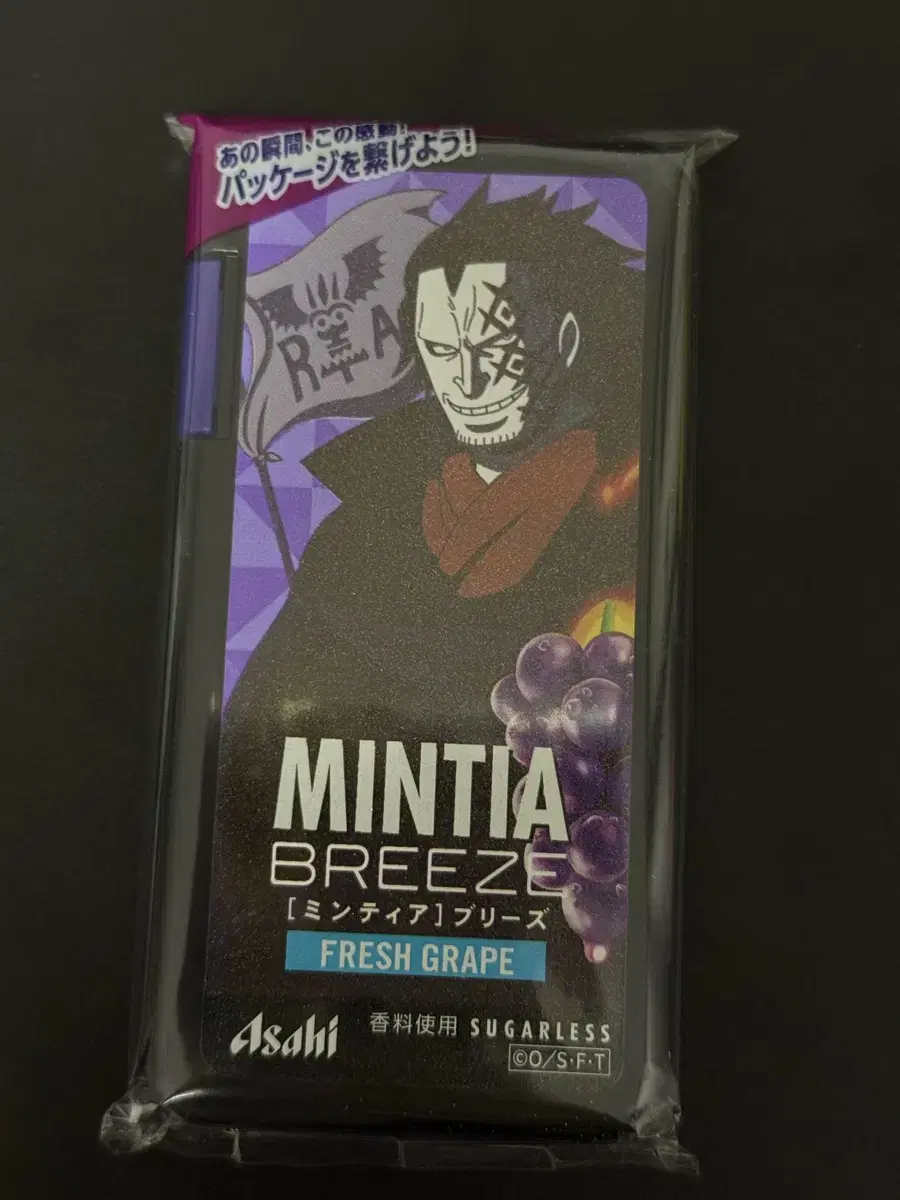 あの瞬間、この感動!
パッケージを繋げよう!
R A
MINTIA
BREEZE
[ミンティア]ブリーズ
FRESH GRAPE
Asahi
香料使用 SUGARLESS
©O/S・F・T